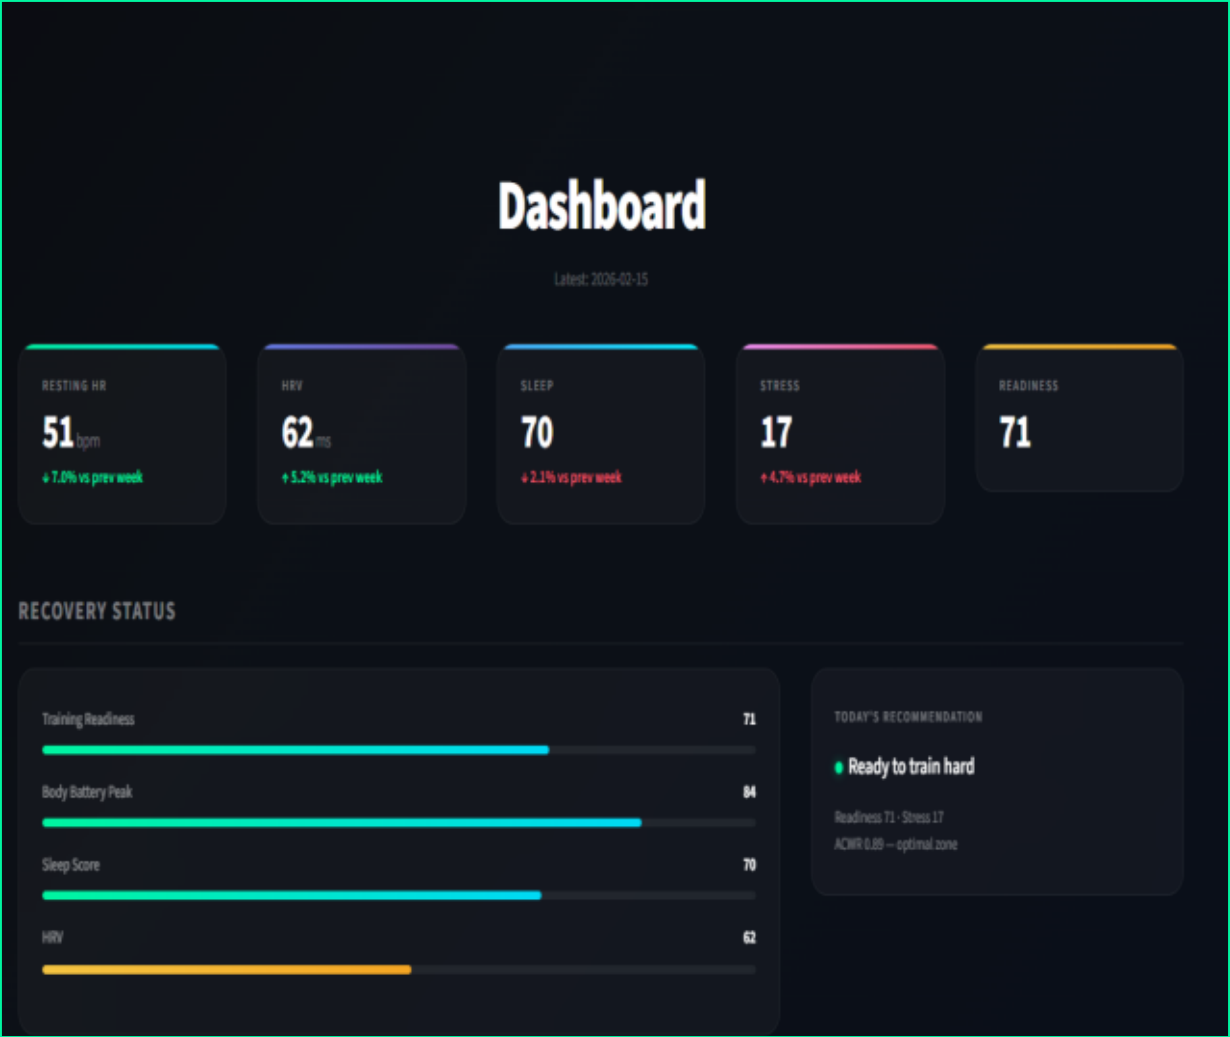 Dashboard
Latest: 2026-02-15
RESTING HR
51 bpm
↓ 7.0% vs prev week
HRV
62 ms
↑ 5.2% vs prev week
SLEEP
70
↓ 2.1% vs prev week
STRESS
17
↑ 4.7% vs prev week
READINESS
71
RECOVERY STATUS
Training Readiness 71
Body Battery Peak 84
Sleep Score 70
HRV 62
TODAY'S RECOMMENDATION
Ready to train hard
Readiness 71 · Stress 17
ACWR 0.89 — optimal zone